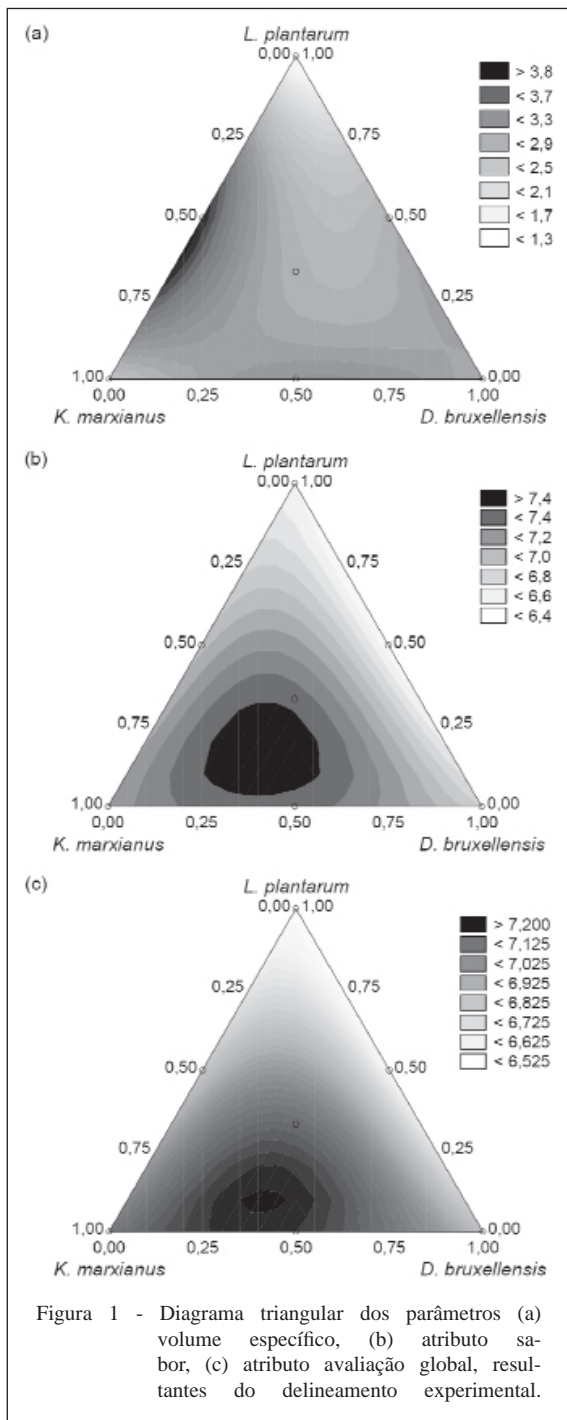 (a)
L. plantarum
0,00 1,00
> 3,8
< 3,7
< 3,3
< 2,9
< 2,5
< 2,1
< 1,7
< 1,3
0,25 0,75
0,50 0,50
0,75 0,25
1,00 0,00
0,00 0,25 0,50 0,75 1,00
K. marxianus D. bruxellensis
(b)
L. plantarum
0,00 1,00
> 7,4
< 7,4
< 7,2
< 7,0
< 6,8
< 6,6
< 6,4
0,25 0,75
0,50 0,50
0,75 0,25
1,00 0,00
0,00 0,25 0,50 0,75 1,00
K. marxianus D. bruxellensis
(c)
L. plantarum
0,00 1,00
> 7,200
< 7,125
< 7,025
< 6,925
< 6,825
< 6,725
< 6,625
< 6,525
0,25 0,75
0,50 0,50
0,75 0,25
1,00 0,00
0,00 0,25 0,50 0,75 1,00
K. marxianus D. bruxellensis
Figura 1 - Diagrama triangular dos parâmetros (a)
volume específico, (b) atributo sa-
bor, (c) atributo avaliação global, resul-
tantes do delineamento experimental.